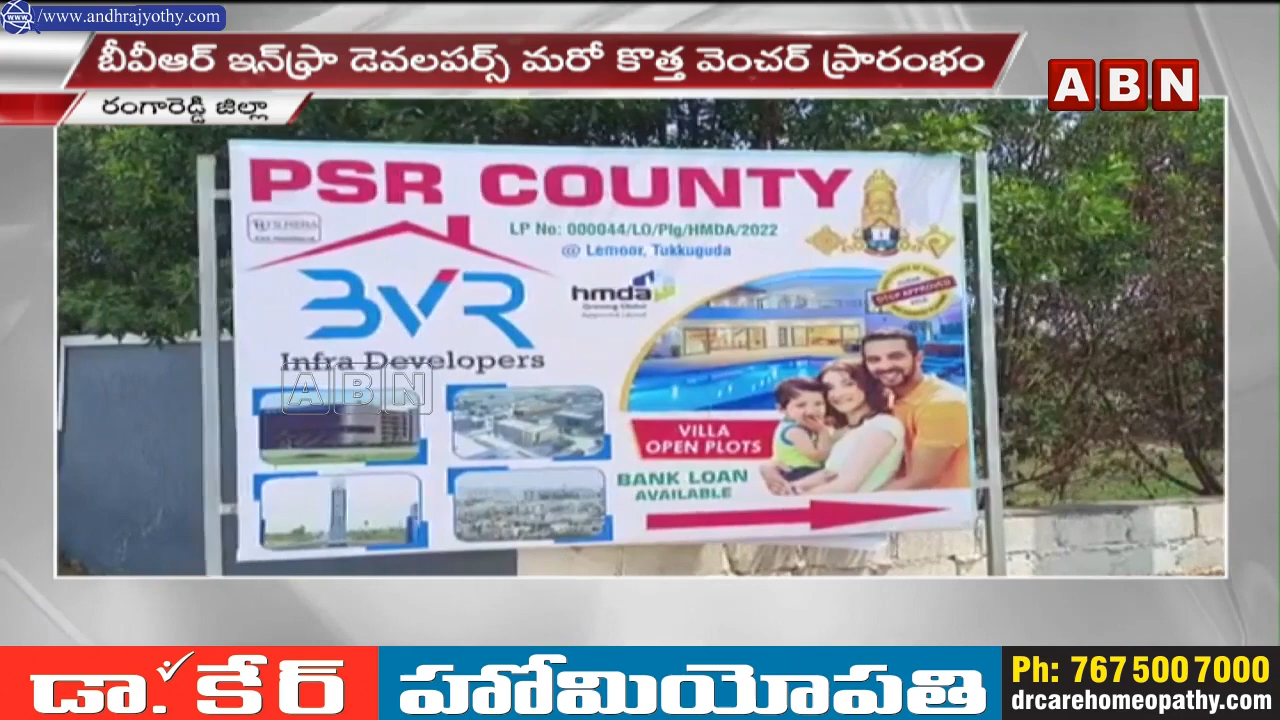 www./www.andhrajyothy.com
బీవీఆర్ ఇన్‌ఫ్రా డెవలపర్స్ మరో కొత్త వెంచర్ ప్రారంభం
రంగారెడ్డి జిల్లా
ABN
PSR COUNTY
LP No: 000044/LO/Plg/HMDA/2022
@ Lemoor, Tukkuguda
BVR
Infra Developers
hmda
ABN
VILLA
OPEN PLOTS
BANK LOAN
AVAILABLE
డా. కేర్ హోమియోపతి
Ph: 767 500 7000
drcarehomeopathy.com